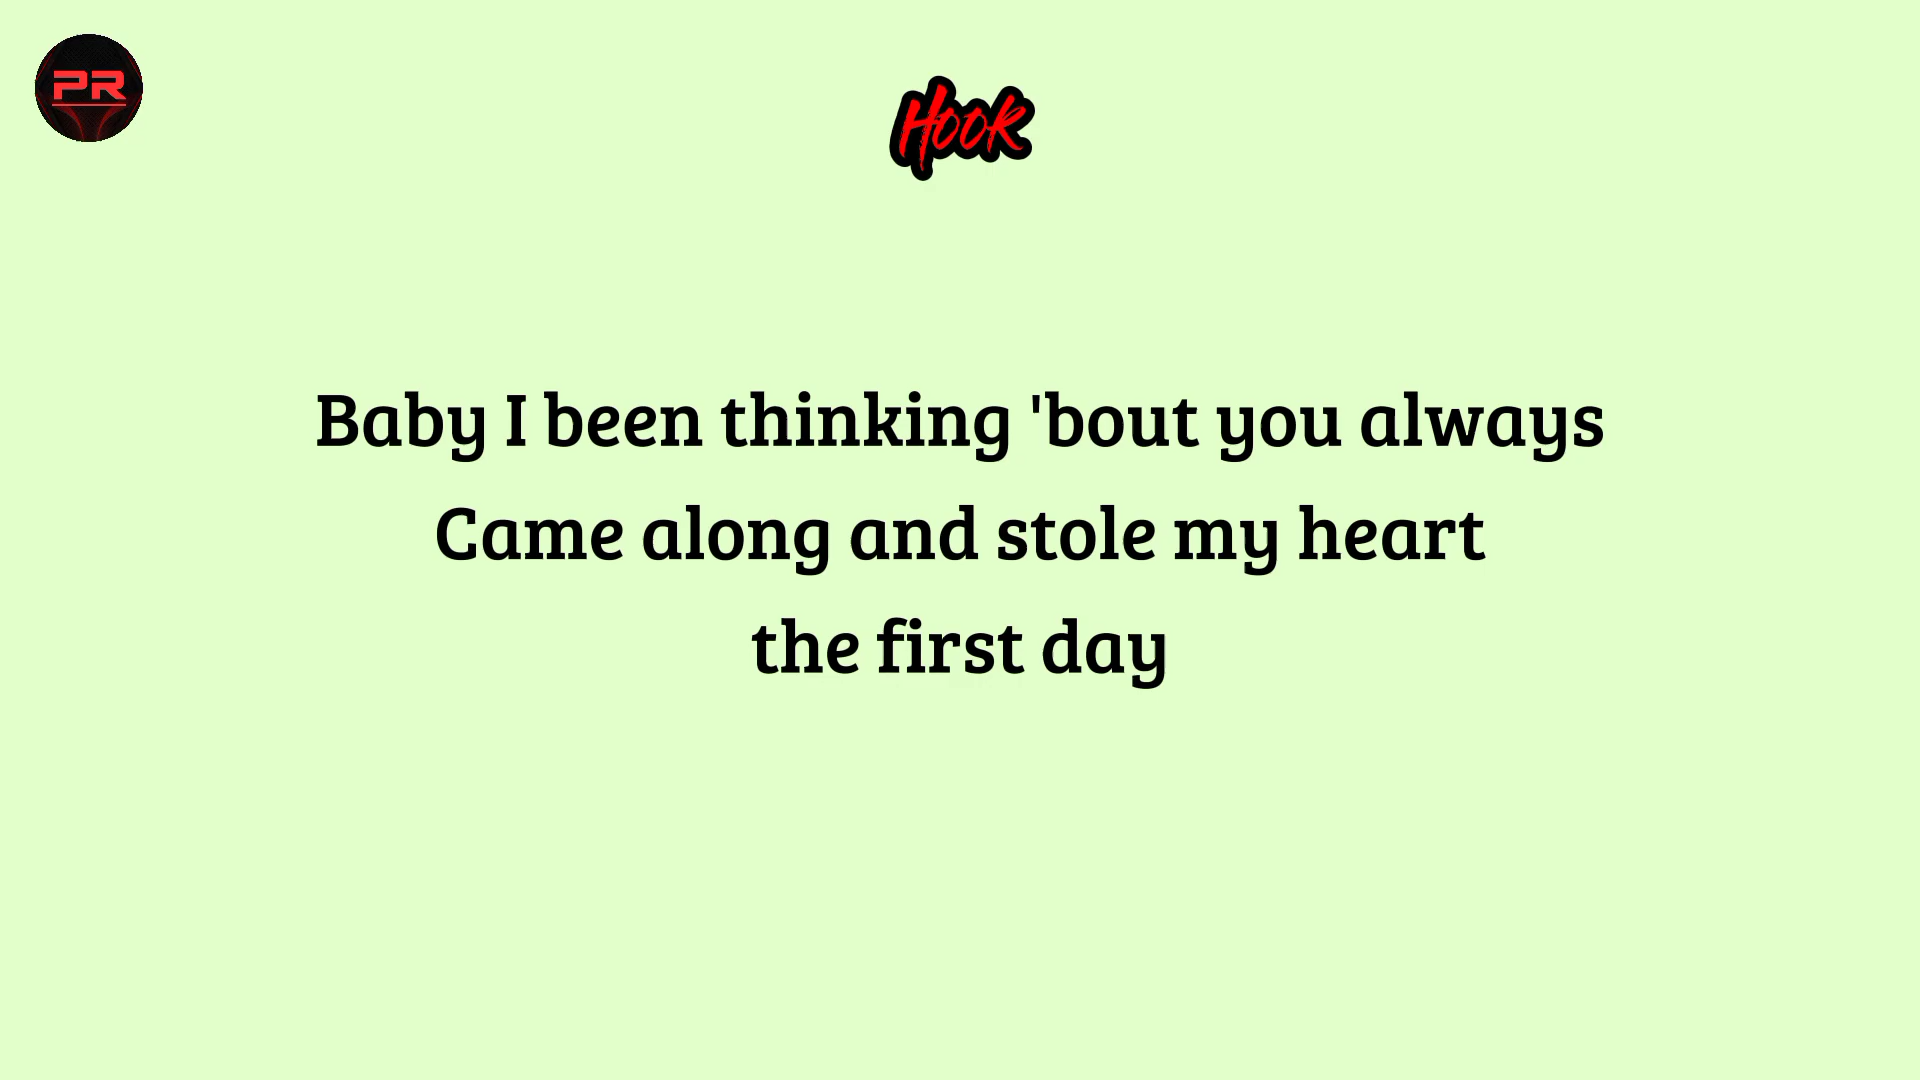 PR
Hook
Baby I been thinking 'bout you always
Came along and stole my heart
the first day